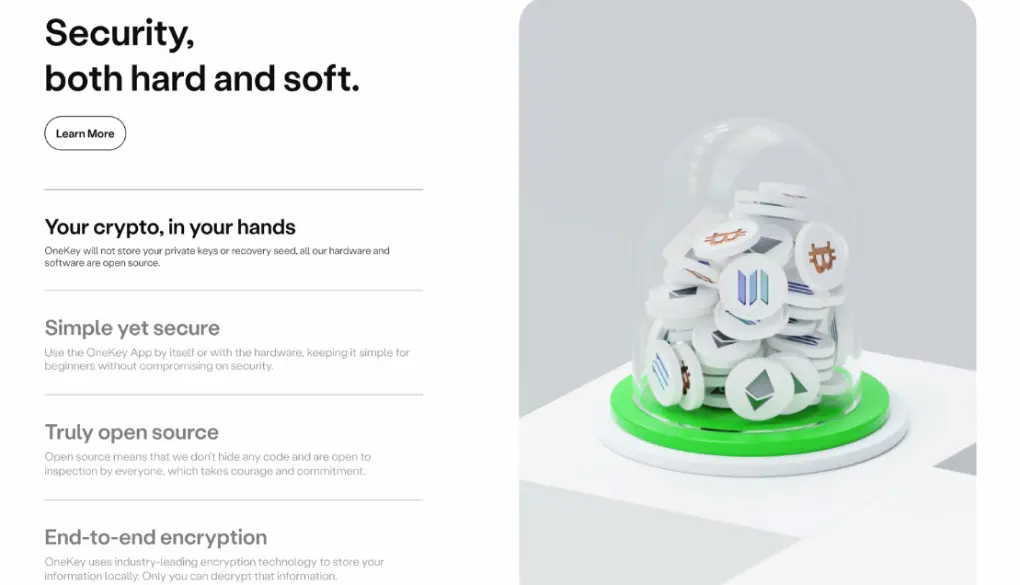 Security,
both hard and soft.
Learn More
Your crypto, in your hands
OneKey will not store your private keys or recovery seed, all our hardware and
software are open source.
Simple yet secure
Use the OneKey App by itself or with the hardware, keeping it simple for
beginners without compromising on security.
Truly open source
Open source means that we don't hide any code and are open to
inspection by everyone, which takes courage and commitment.
End-to-end encryption
OneKey uses industry-leading encryption technology to store your
information locally. Only you can decrypt that information.